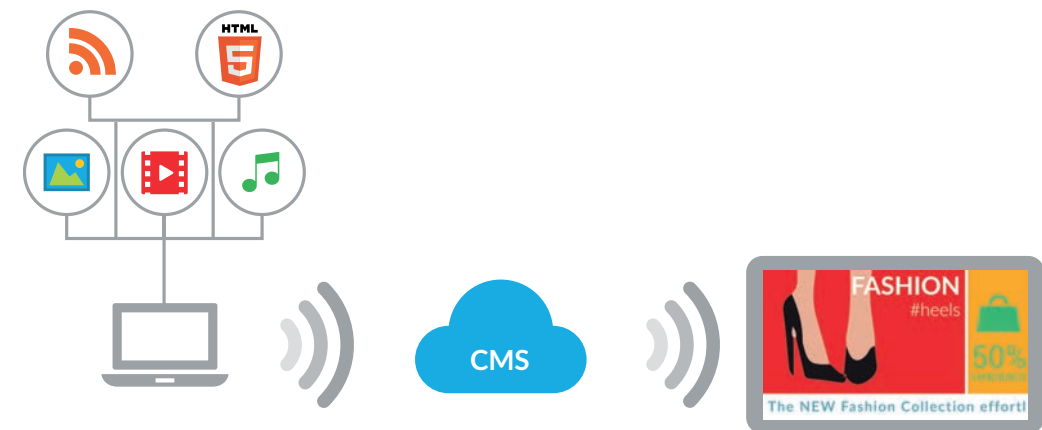 HTML
CMS
FASHION
#heels
50%
The NEW Fashion Collection effortl